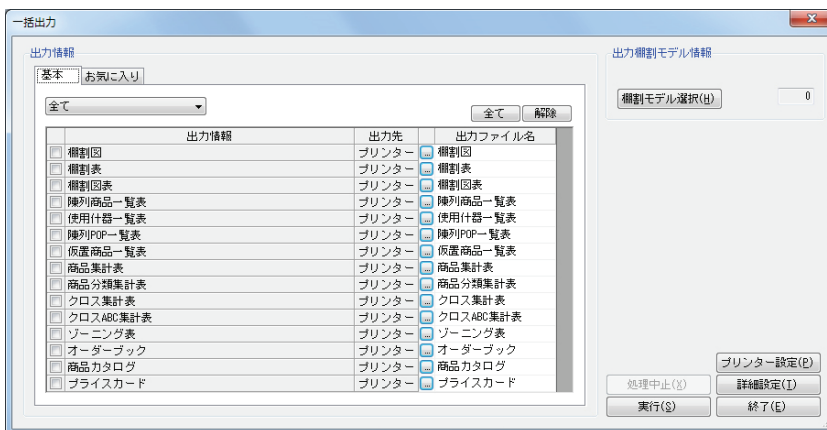 一括出力
出力情報
基本 お気に入り
全て
全て 解除
出力情報 出力先 出力ファイル名
棚割図 プリンター ... 棚割図
棚割表 プリンター ... 棚割表
棚割図表 プリンター ... 棚割図表
陳列商品一覧表 プリンター ... 陳列商品一覧表
使用什器一覧表 プリンター ... 使用什器一覧表
陳列POP一覧表 プリンター ... 陳列POP一覧表
仮置商品一覧表 プリンター ... 仮置商品一覧表
商品集計表 プリンター ... 商品集計表
商品分類集計表 プリンター ... 商品分類集計表
クロス集計表 プリンター ... クロス集計表
クロスABC集計表 プリンター ... クロスABC集計表
ゾーニング表 プリンター ... ゾーニング表
オーダーブック プリンター ... オーダーブック
商品カタログ プリンター ... 商品カタログ
プライスカード プリンター ... プライスカード
出力棚割モデル情報
棚割モデル選択(H) 0
プリンター設定(P)
処理中止(X) 詳細設定(I)
実行(S) 終了(E)